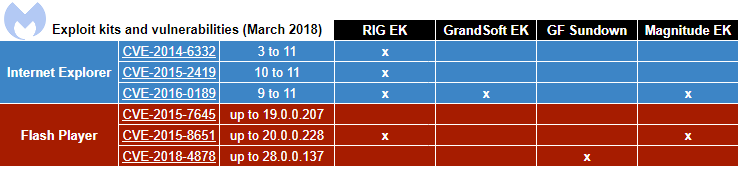 Exploit kits and vulnerabilities (March 2018) RIG EK GrandSoft EK GF Sundown Magnitude EK
CVE-2014-6332 3 to 11 x
Internet Explorer CVE-2015-2419 10 to 11 x
CVE-2016-0189 9 to 11 x x x
CVE-2015-7645 up to 19.0.0.207
Flash Player CVE-2015-8651 up to 20.0.0.228 x x
CVE-2018-4878 up to 28.0.0.137 x